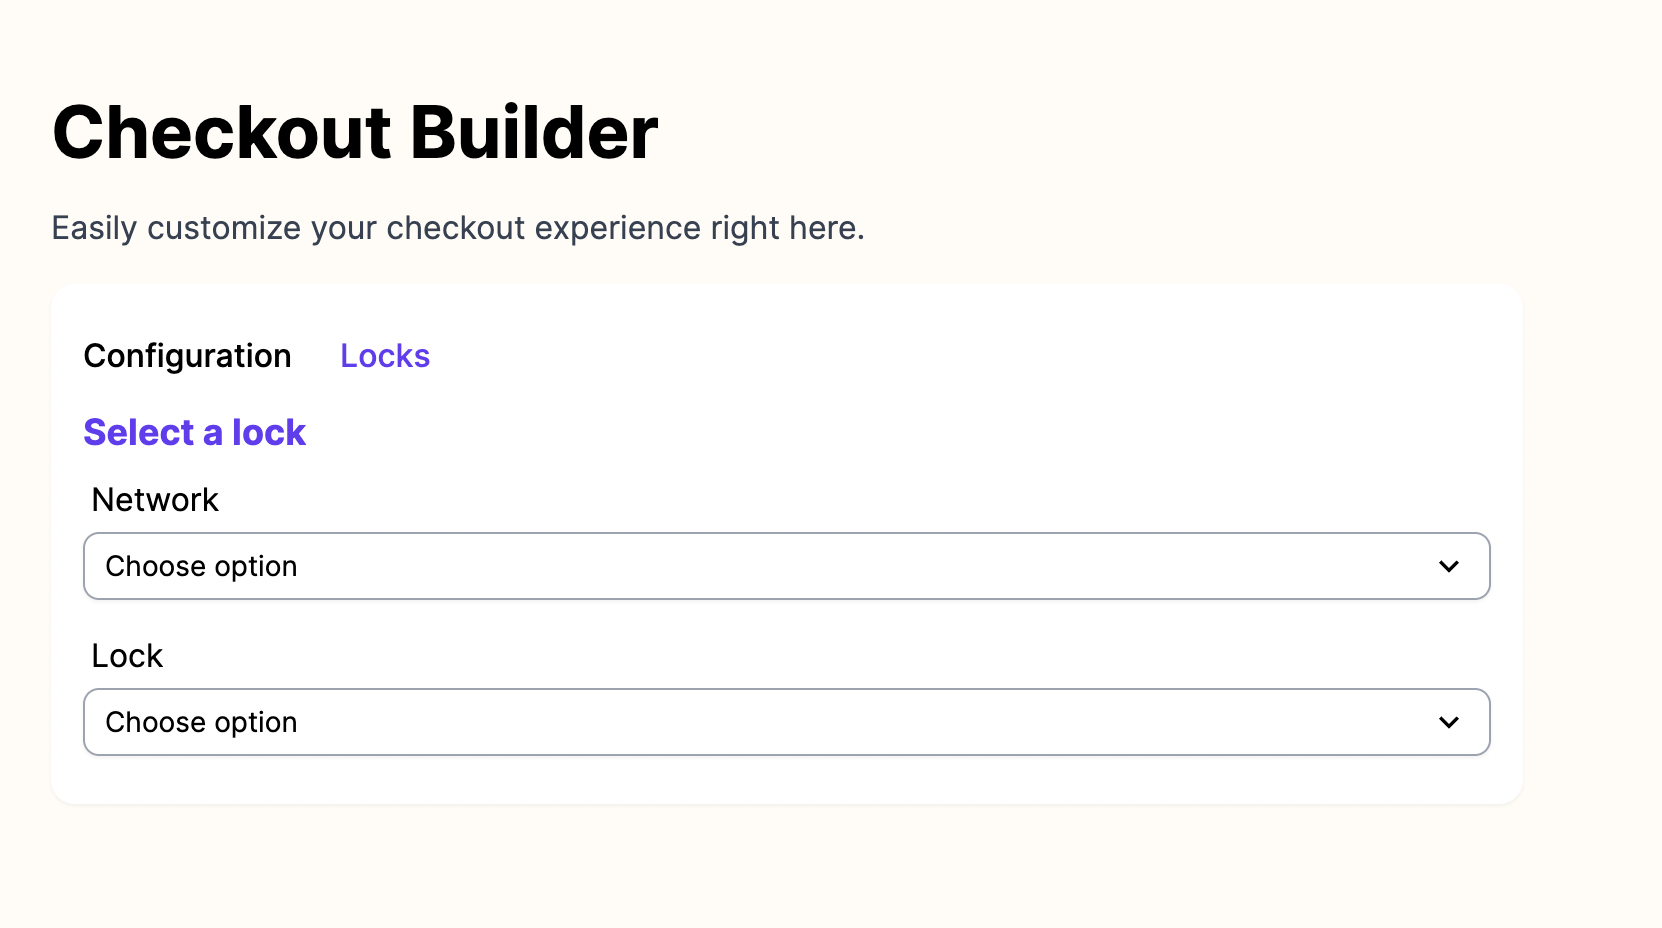 Checkout Builder
Easily customize your checkout experience right here.
Configuration Locks
Select a lock
Network
Choose option
Lock
Choose option